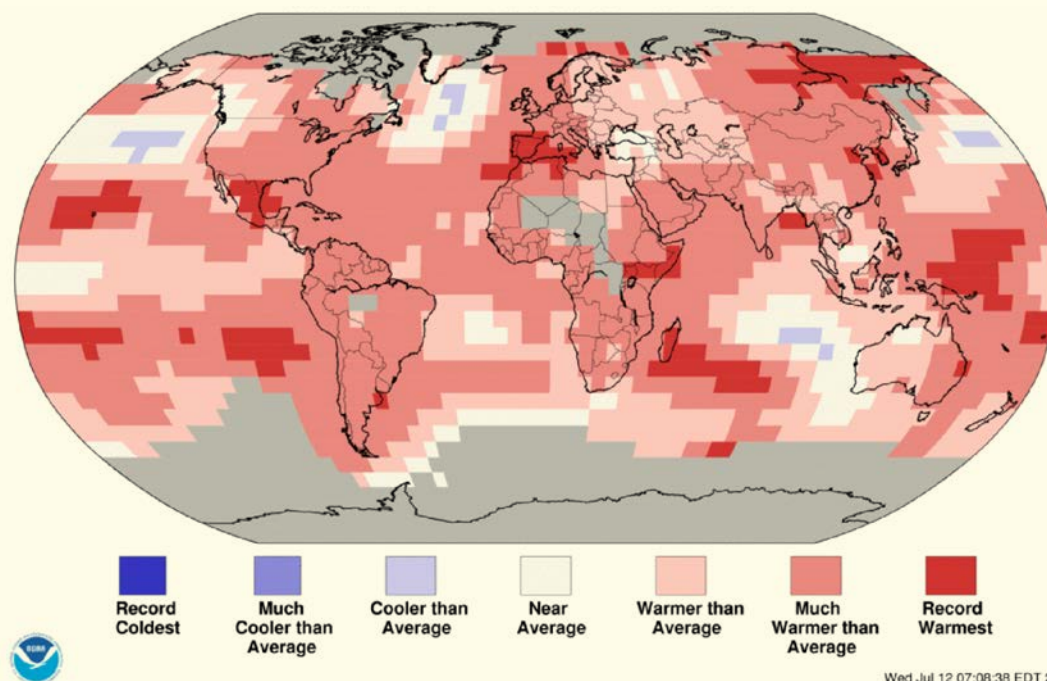 Record
Coldest
Much
Cooler than
Average
Cooler than
Average
Near
Average
Warmer than
Average
Much
Warmer than
Average
Record
Warmest
NOAA
Wed Jul 12 07:08:38 EDT